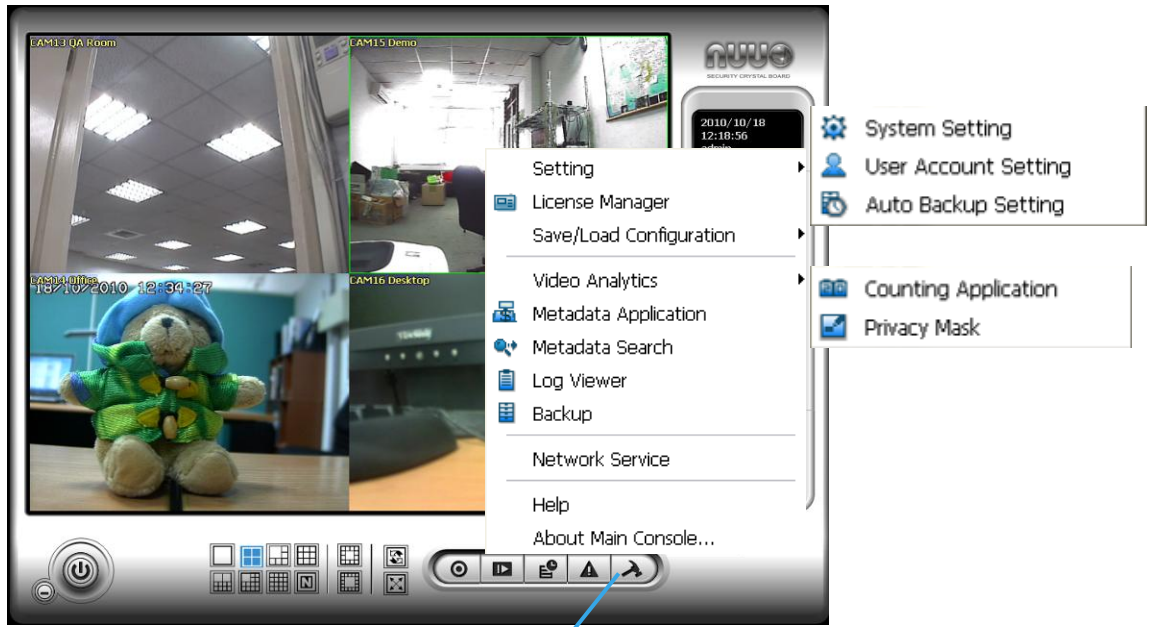 CAM13 QA Room
CAM15 Demo
NUUO
SECURITY CRYSTAL BOARD
2010/10/18
12:18:56
admin
CAM14 Office
18/10/2010 12:34:27
CAM16 Desktop
Setting
License Manager
Save/Load Configuration
Video Analytics
Metadata Application
Metadata Search
Log Viewer
Backup
Network Service
Help
About Main Console...
System Setting
User Account Setting
Auto Backup Setting
Counting Application
Privacy Mask
N